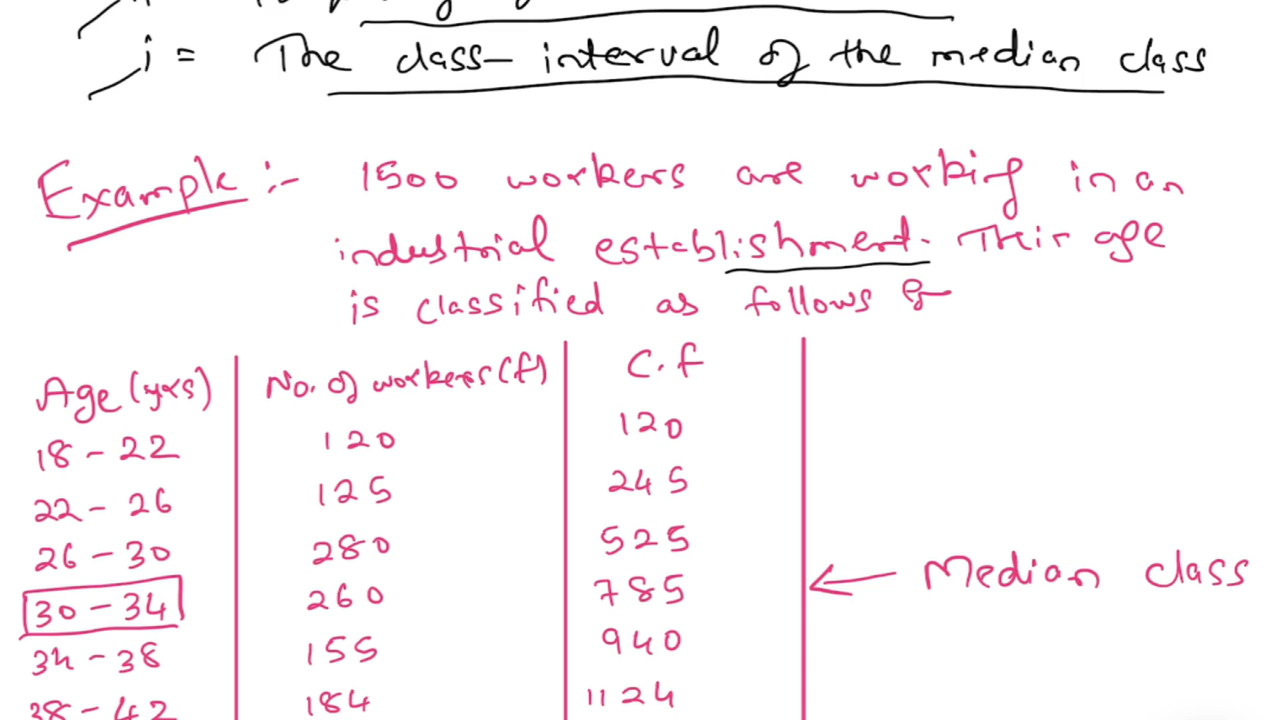 i = The class- interval of the median class
Example :- 1500 workers are working in an
industrial establishment. Their age
is classified as follows :-
Age (yrs) No. of workers (f) C.f
18 - 22 120 120
22 - 26 125 245
26 - 30 280 525
30 - 34 260 785 ← Median class
34 - 38 155 940
38 - 42 184 1124